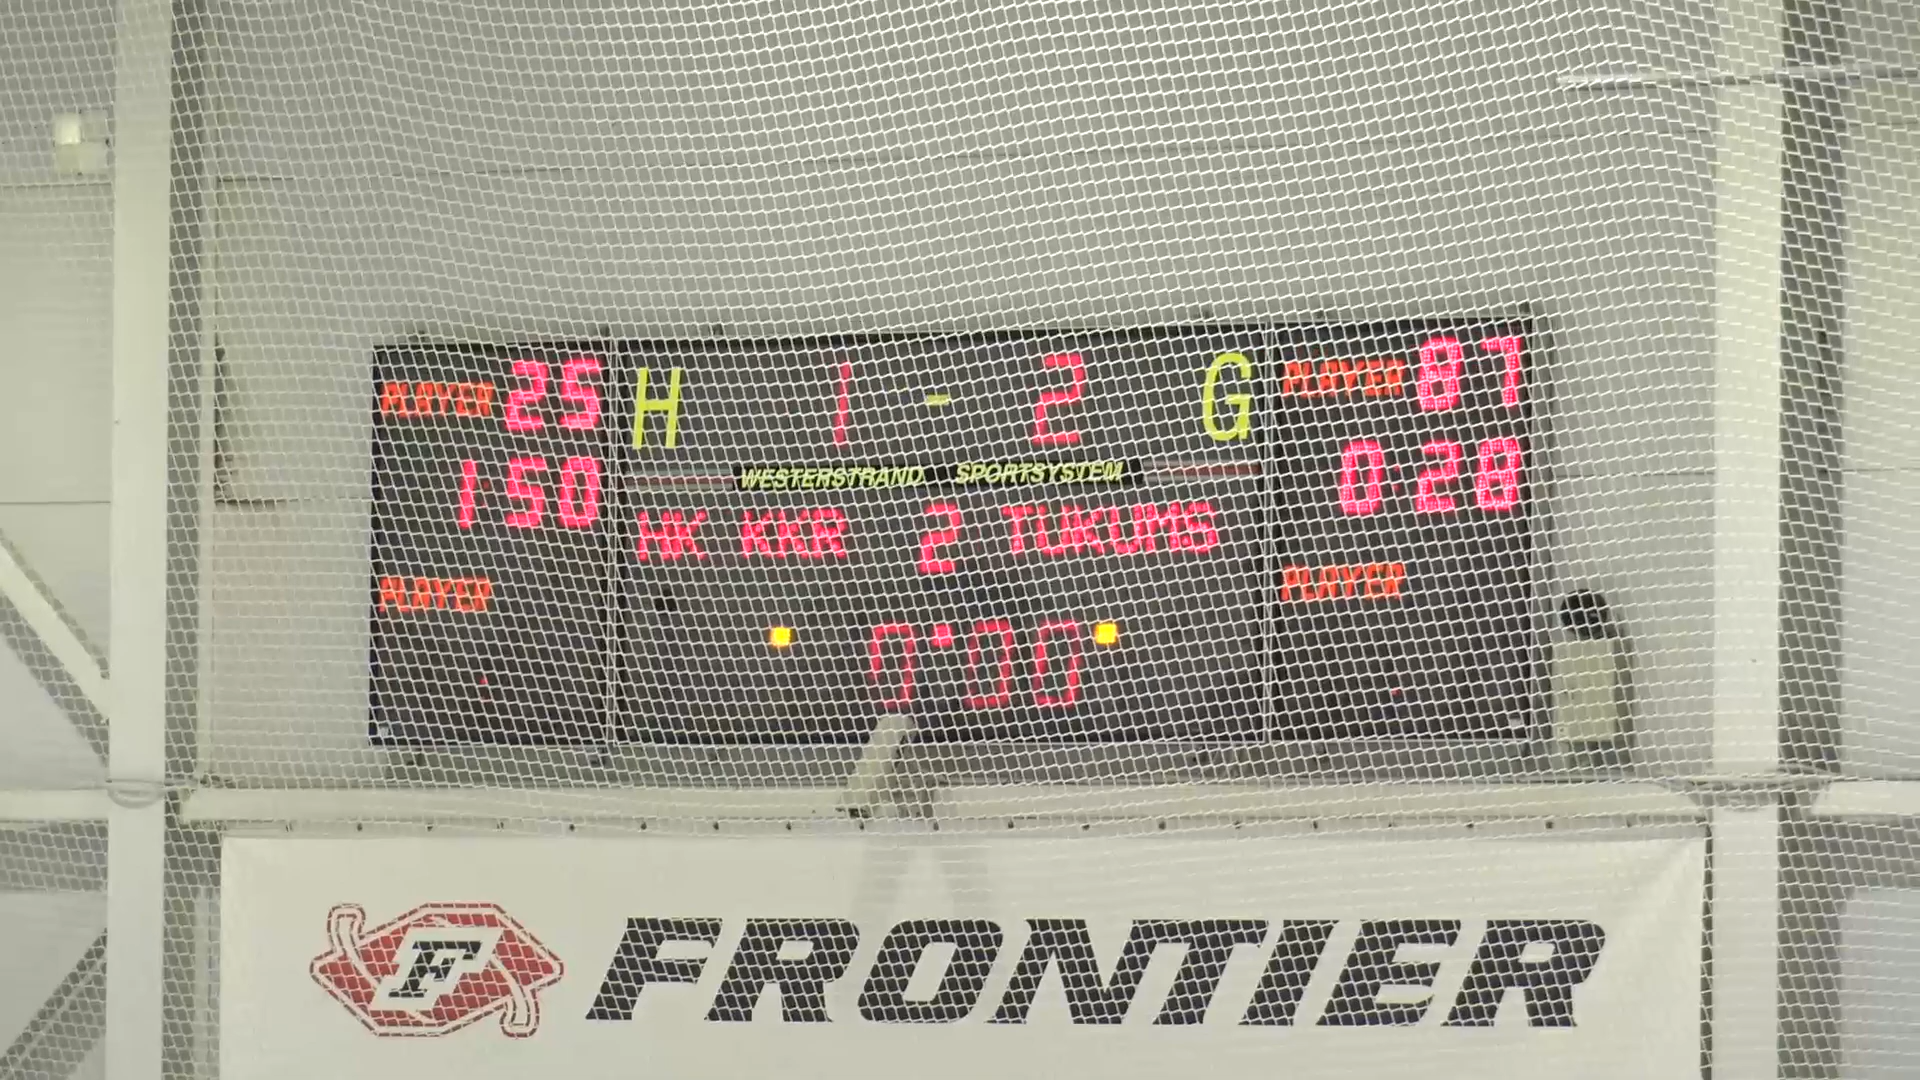 PLAYER 25 H 1 - 2 G PLAYER 87
1:50 WESTERSTRAND SPORTSYSTEM 0:28
HK KKR 2 TUKUMS
PLAYER PLAYER
0:00
F FRONTIER